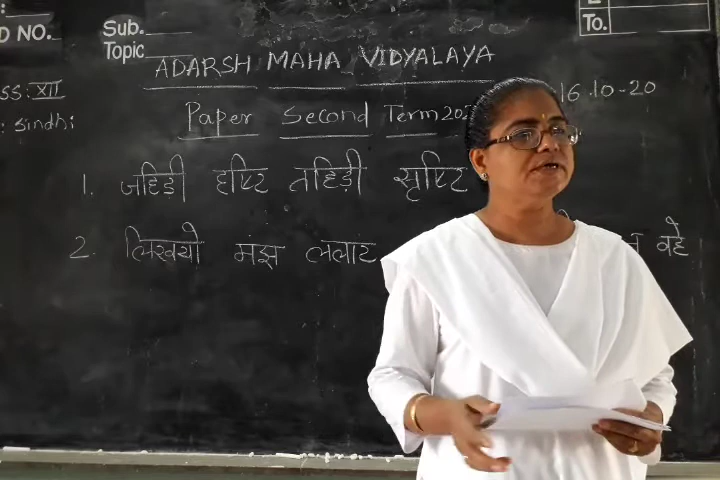 D NO.
Sub.
Topic
To.
ADARSH MAHA VIDYALAYA
SS: XII
16.10-20
: Sindhi
Paper Second Term 202
1. जहिड़ी दृष्टि तहिड़ी सृष्टि
2. लिखयो मंझ ललाट वहे